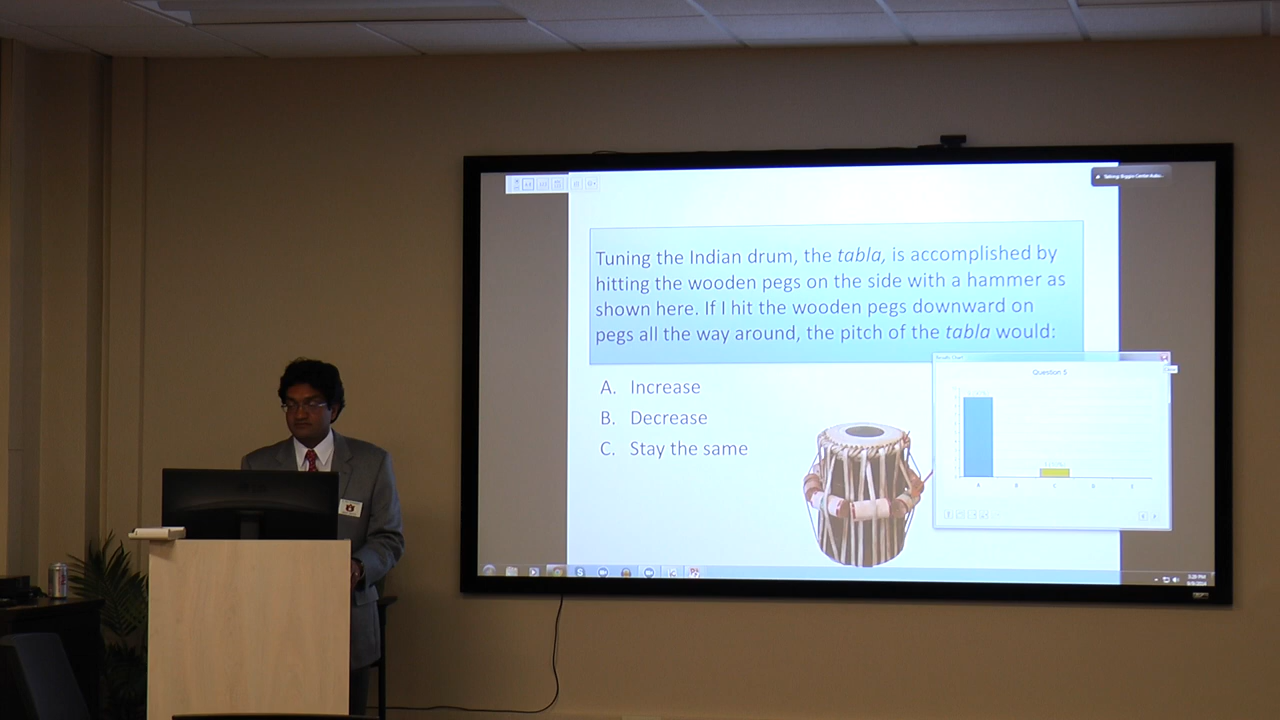 Tuning the Indian drum, the tabla, is accomplished by
hitting the wooden pegs on the side with a hammer as
shown here. If I hit the wooden pegs downward on
pegs all the way around, the pitch of the tabla would:
A. Increase
B. Decrease
C. Stay the same
Question 5
A B C D E